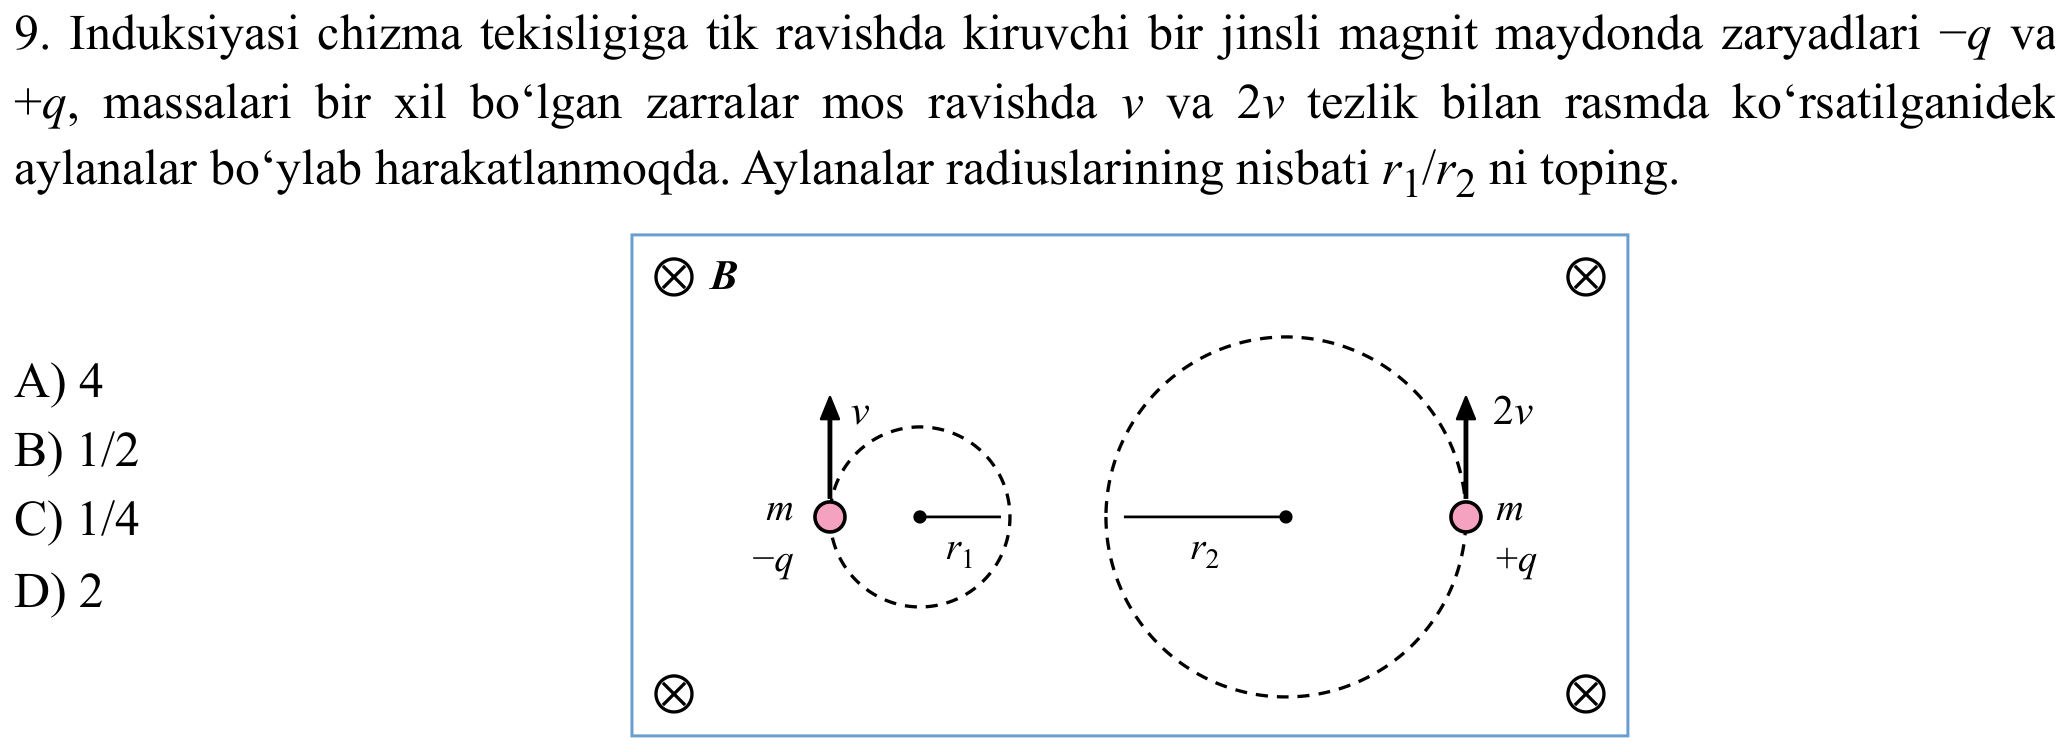 9. Induksiyasi chizma tekisligiga tik ravishda kiruvchi bir jinsli magnit maydonda zaryadlari −q va
+q, massalari bir xil bo‘lgan zarralar mos ravishda v va 2v tezlik bilan rasmda ko‘rsatilganidek
aylanalar bo‘ylab harakatlanmoqda. Aylanalar radiuslarining nisbati r₁/r₂ ni toping.
A) 4
B) 1/2
C) 1/4
D) 2
B
v
m
−q
r₁
r₂
2v
m
+q